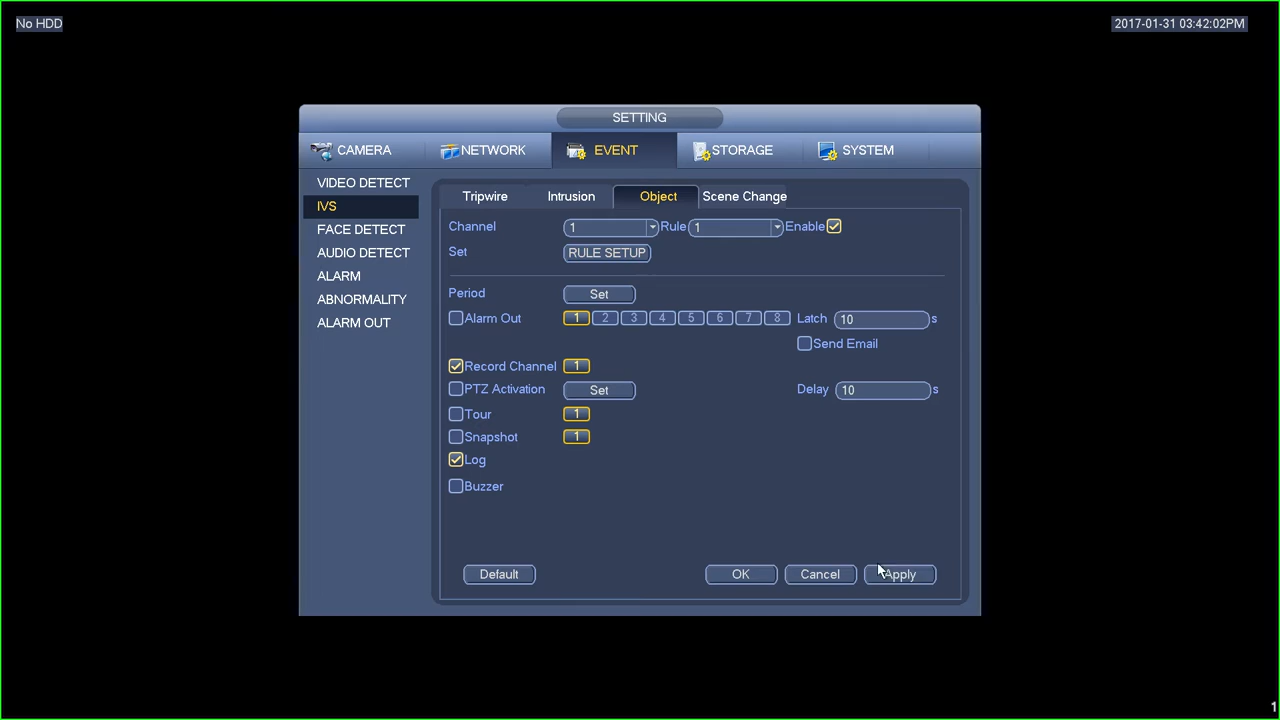 No HDD
2017-01-31 03:42:02PM
SETTING
CAMERA NETWORK EVENT STORAGE SYSTEM
VIDEO DETECT
IVS
FACE DETECT
AUDIO DETECT
ALARM
ABNORMALITY
ALARM OUT
Tripwire Intrusion Object Scene Change
Channel 1 Rule 1 Enable
Set RULE SETUP
Period Set
Alarm Out 1 2 3 4 5 6 7 8 Latch 10 s
Send Email
Record Channel 1
PTZ Activation Set Delay 10 s
Tour 1
Snapshot 1
Log
Buzzer
Default OK Cancel Apply
1